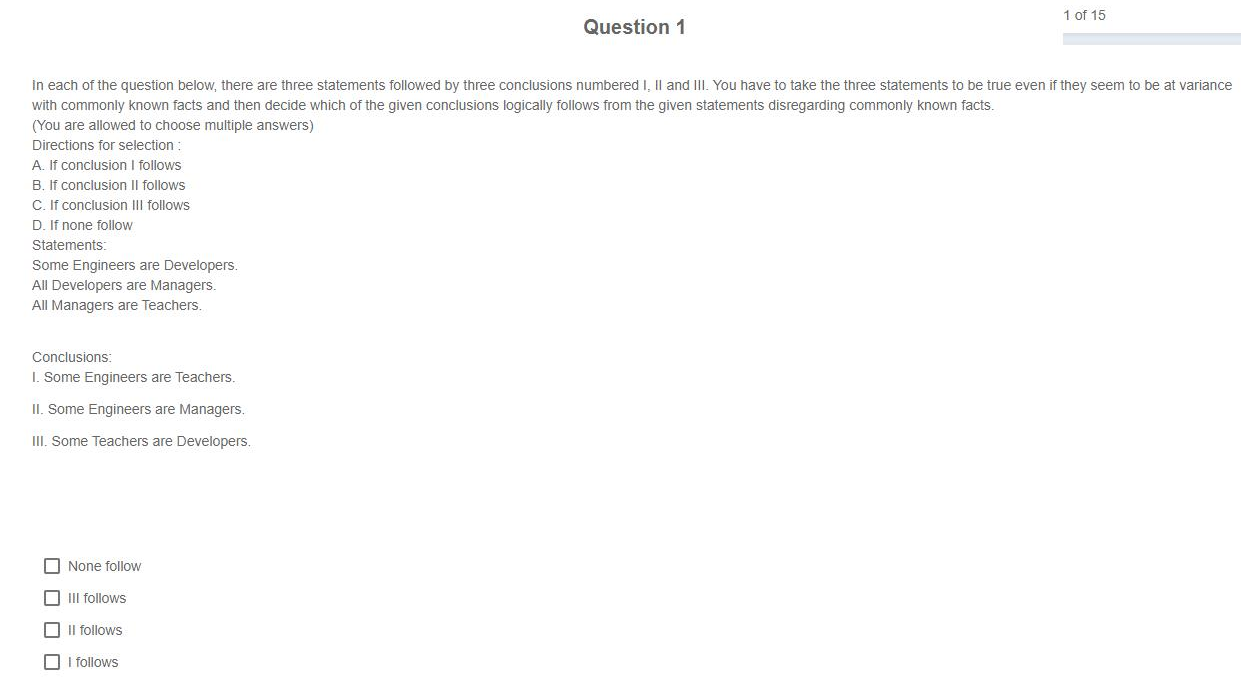 Question 1
1 of 15
In each of the question below, there are three statements followed by three conclusions numbered I, II and III. You have to take the three statements to be true even if they seem to be at variance
with commonly known facts and then decide which of the given conclusions logically follows from the given statements disregarding commonly known facts.
(You are allowed to choose multiple answers)
Directions for selection :
A. If conclusion I follows
B. If conclusion II follows
C. If conclusion III follows
D. If none follow
Statements:
Some Engineers are Developers.
All Developers are Managers.
All Managers are Teachers.
Conclusions:
I. Some Engineers are Teachers.
II. Some Engineers are Managers.
III. Some Teachers are Developers.
None follow
III follows
II follows
I follows